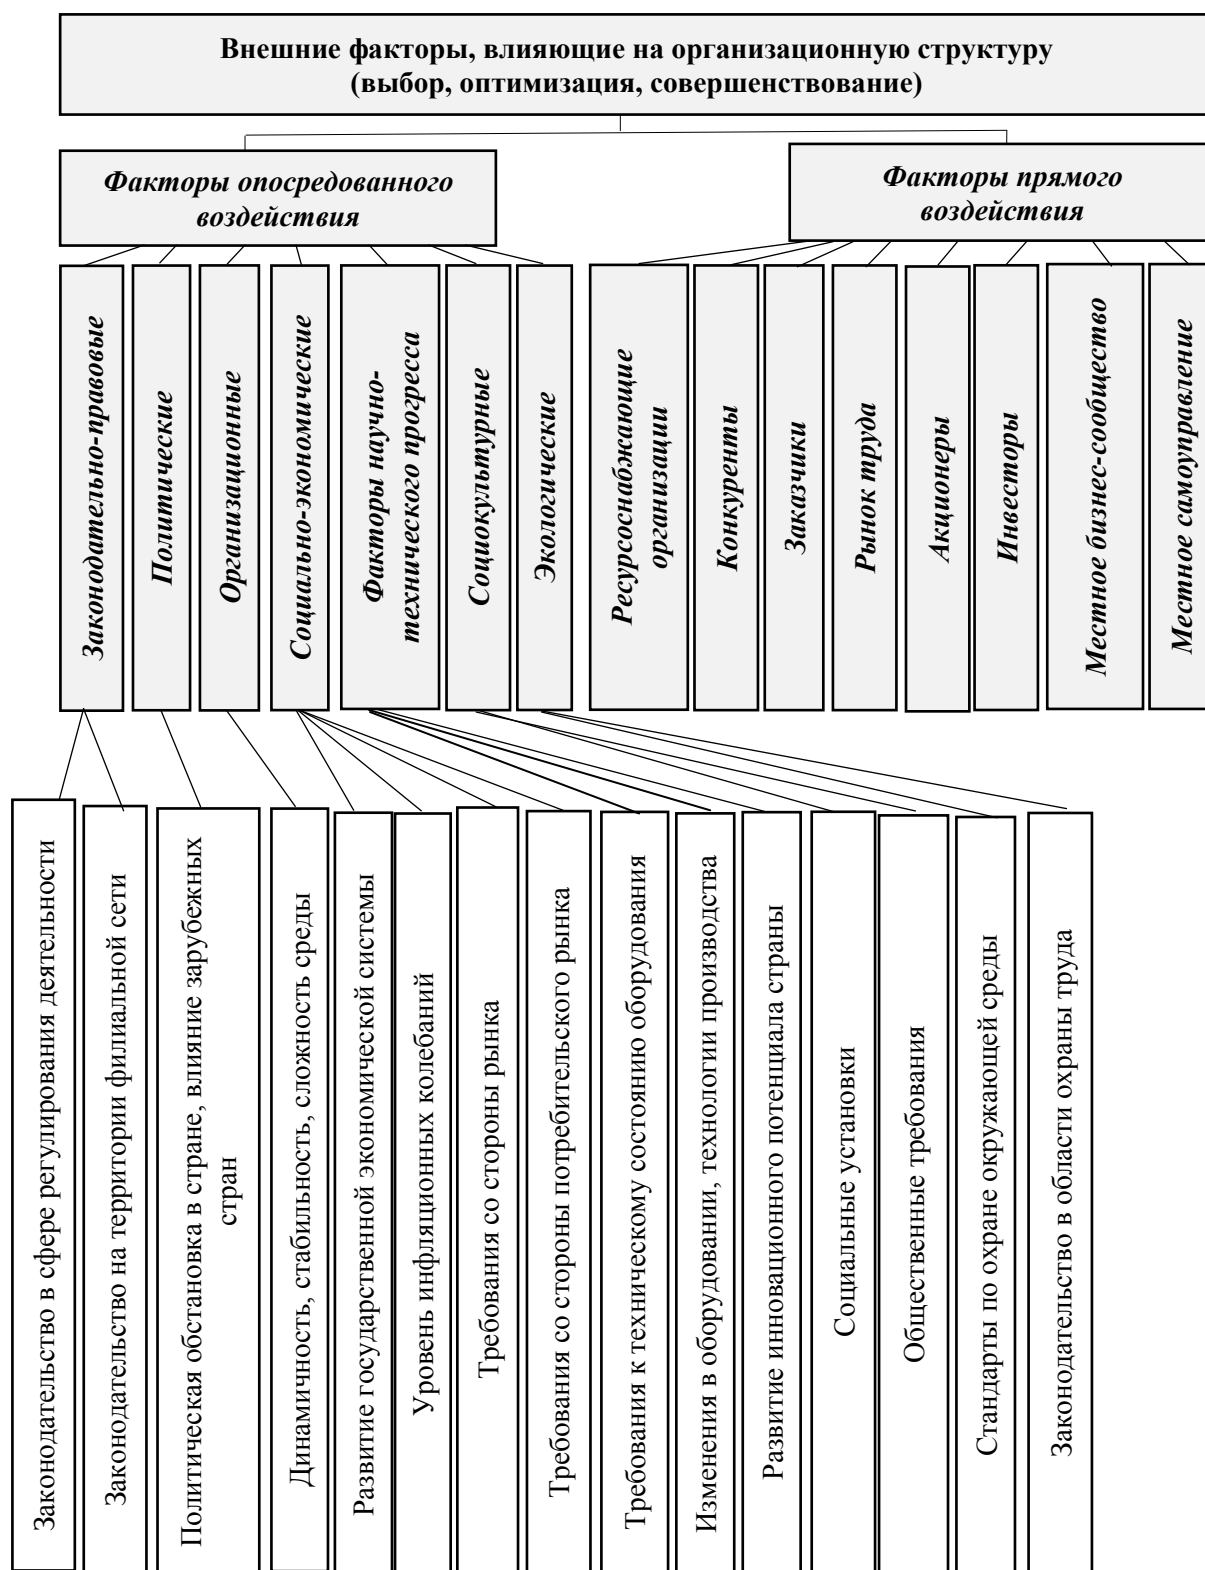 Внешние факторы, влияющие на организационную структуру
(выбор, оптимизация, совершенствование)
Факторы опосредованного
воздействия
Факторы прямого
воздействия
Законодательно-правовые
Политические
Организационные
Социально-экономические
Факторы научно-
технического прогресса
Социокультурные
Экологические
Ресурсоснабжающие
организации
Конкуренты
Заказчики
Рынок труда
Акционеры
Инвесторы
Местное бизнес-сообщество
Местное самоуправление
Законодательство в сфере регулирования деятельности
Законодательство на территории филиальной сети
Политическая обстановка в стране, влияние зарубежных
стран
Динамичность, стабильность, сложность среды
Развитие государственной экономической системы
Уровень инфляционных колебаний
Требования со стороны рынка
Требования со стороны потребительского рынка
Требования к техническому состоянию оборудования
Изменения в оборудовании, технологии производства
Развитие инновационного потенциала страны
Социальные установки
Общественные требования
Стандарты по охране окружающей среды
Законодательство в области охраны труда